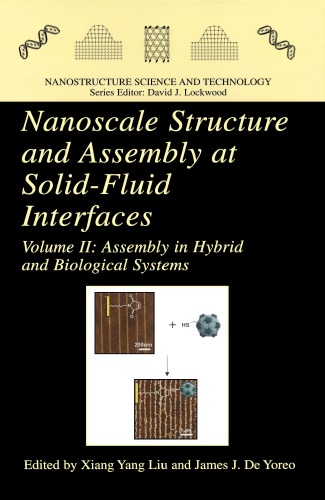 NANOSTRUCTURE SCIENCE AND TECHNOLOGY
Series Editor: David J. Lockwood
Nanoscale Structure
and Assembly at
Solid-Fluid
Interfaces
Volume II: Assembly in Hybrid
and Biological Systems
200nm
+ HS
Edited by Xiang Yang Liu and James J. De Yoreo